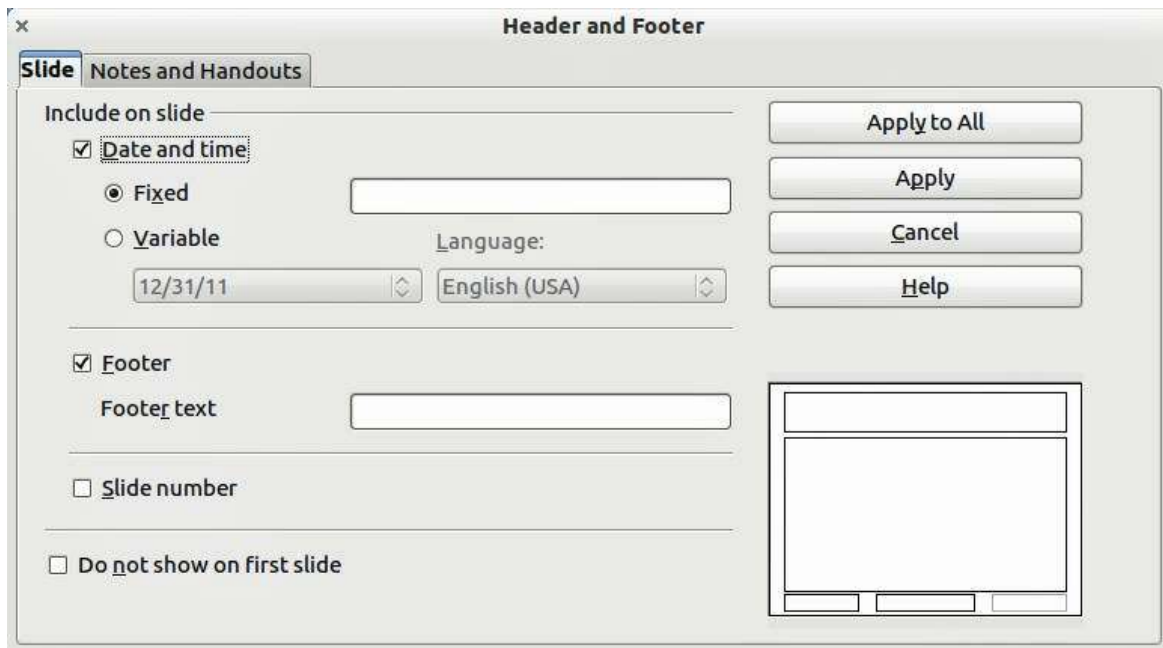 Header and Footer
Slide Notes and Handouts
Include on slide
Date and time
Fixed
Variable
Language:
12/31/11
English (USA)
Footer
Footer text
Slide number
Do not show on first slide
Apply to All
Apply
Cancel
Help